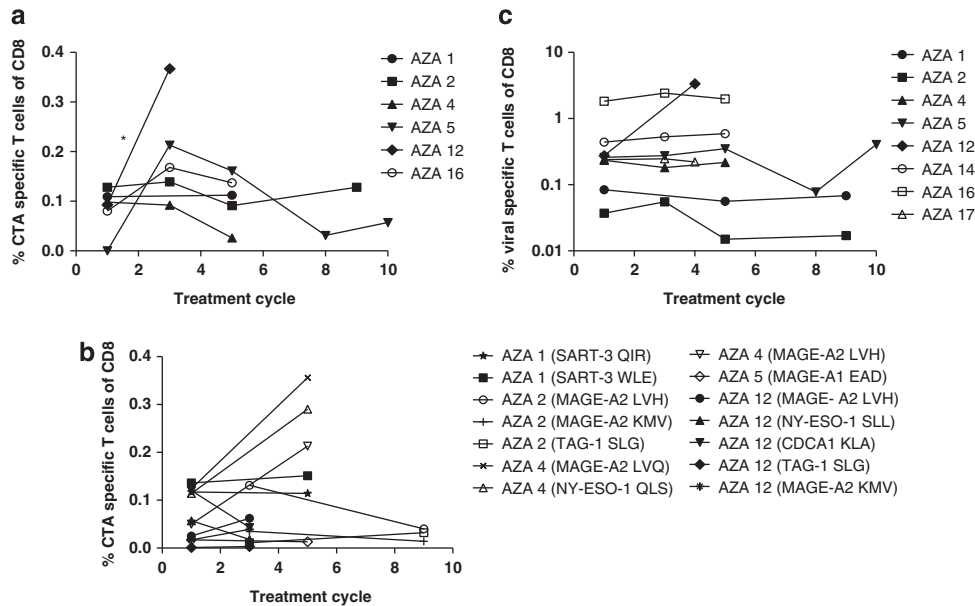 a
% CTA specific T cells of CD8
0.4
0.3
0.2
0.1
0.0
*
0 2 4 6 8 10
Treatment cycle
AZA 1
AZA 2
AZA 4
AZA 5
AZA 12
AZA 16
c
% viral specific T cells of CD8
10
1
0.1
0.01
0 2 4 6 8 10
Treatment cycle
AZA 1
AZA 2
AZA 4
AZA 5
AZA 12
AZA 14
AZA 16
AZA 17
b
% CTA specific T cells of CD8
0.4
0.3
0.2
0.1
0.0
0 2 4 6 8 10
Treatment cycle
AZA 1 (SART-3 QIR)
AZA 1 (SART-3 WLE)
AZA 2 (MAGE-A2 LVH)
AZA 2 (MAGE-A2 KMV)
AZA 2 (TAG-1 SLG)
AZA 4 (MAGE-A2 LVQ)
AZA 4 (NY-ESO-1 QLS)
AZA 4 (MAGE-A2 LVH)
AZA 5 (MAGE-A1 EAD)
AZA 12 (MAGE- A2 LVH)
AZA 12 (NY-ESO-1 SLL)
AZA 12 (CDCA1 KLA)
AZA 12 (TAG-1 SLG)
AZA 12 (MAGE-A2 KMV)